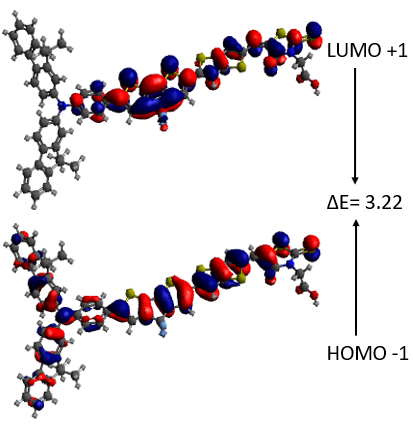 LUMO +1
ΔE= 3.22
HOMO -1